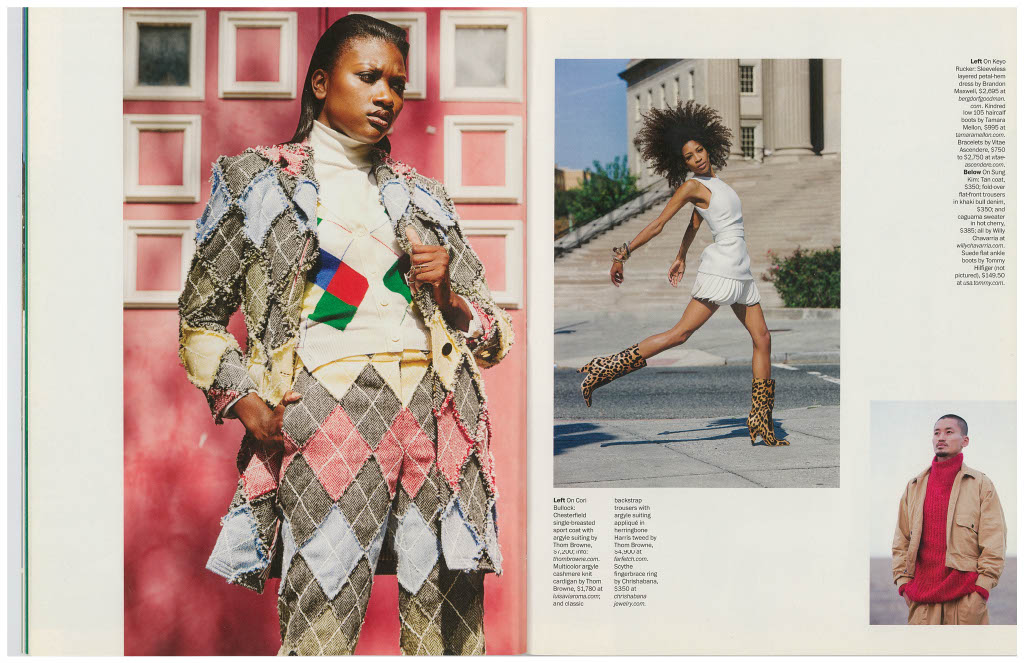 Left On Keyo
Rucker: Sleeveless
layered petal-hem
dress by Brandon
Maxwell, $2,695 at
bergdorfgoodman.
com. Kindred
low 105 haircalf
boots by Tamara
Mellon, $995 at
tamaramellon.com.
Bracelets by Vitae
Ascendere, $750
to $2,750 at vitae-
ascendere.com.
Below On Sung
Kim: Tan coat,
$350; fold-over
flat-front trousers
in khaki bull denim,
$350; and
caguama sweater
in hot cherry,
$385; all by Willy
Chavarria at
willychavarria.com.
Suede flat ankle
boots by Tommy
Hilfiger (not
pictured), $149.50
at usa.tommy.com.
Left On Con
Bullock:
Chesterfield
single-breasted
sport coat with
argyle suiting by
Thom Browne,
$7,200; info:
thombrowne.com.
Multicolor argyle
cashmere knit
cardigan by Thom
Browne, $1,780 at
luisaviaroma.com;
and classic
backstrap
trousers with
argyle suiting
appliqué in
herringbone
Harris tweed by
Thom Browne,
$4,900 at
farfetch.com.
Scythe
fingerbrace ring
by Chrishabana,
$350 at
chrishabana
jewelry.com.